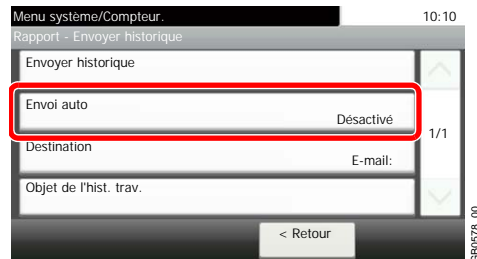 Menu système/Compteur.
10:10
Rapport - Envoyer historique
Envoyer historique
Envoi auto
Désactivé
1/1
Destination
E-mail:
Objet de l'hist. trav.
< Retour
GB0578_00